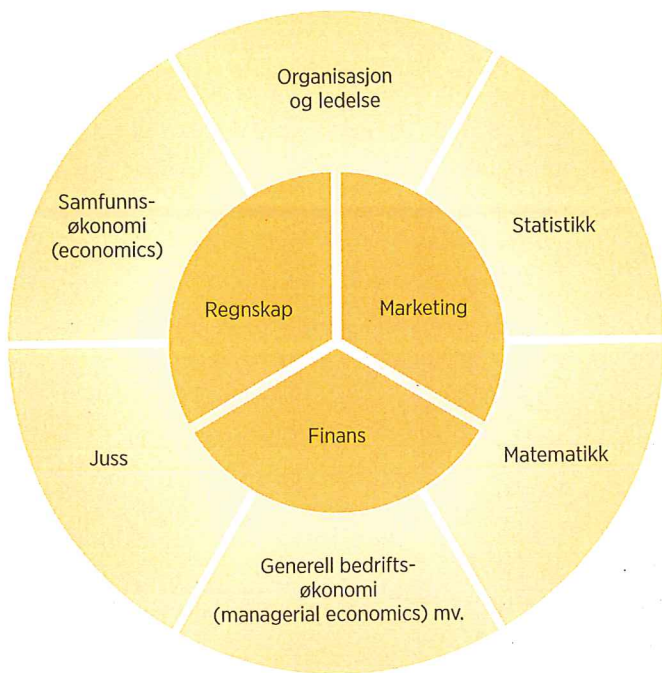 Organisasjon
og ledelse
Samfunns-
økonomi
(economics)
Statistikk
Regnskap
Marketing
Finans
Juss
Matematikk
Generell bedrifts-
økonomi
(managerial economics) mv.